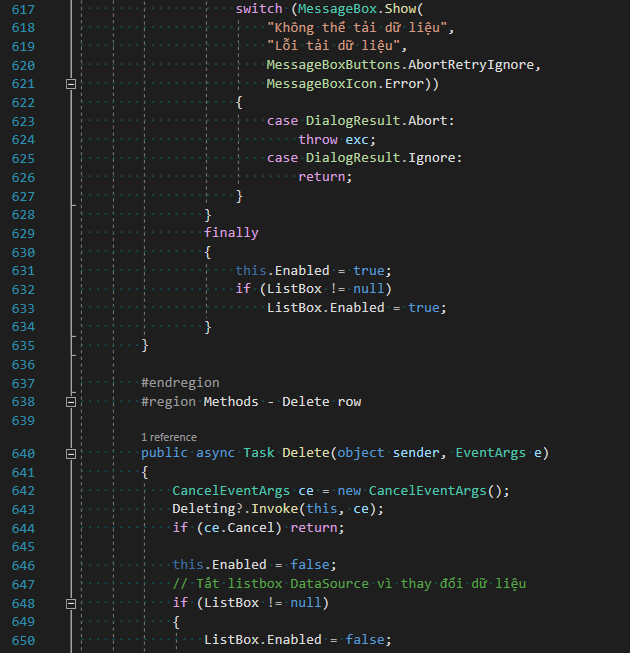 617 switch (MessageBox.Show(
618 "Không thể tải dữ liệu",
619 "Lỗi tải dữ liệu",
620 MessageBoxButtons.AbortRetryIgnore,
621 MessageBoxIcon.Error))
622 {
623 case DialogResult.Abort:
624 throw exc;
625 case DialogResult.Ignore:
626 return;
627 }
628 }
629 finally
630 {
631 this.Enabled = true;
632 if (ListBox != null)
633 ListBox.Enabled = true;
634 }
635 }
636
637 #endregion
638 #region Methods - Delete row
639
1 reference
640 public async Task Delete(object sender, EventArgs e)
641 {
642 CancelEventArgs ce = new CancelEventArgs();
643 Deleting?.Invoke(this, ce);
644 if (ce.Cancel) return;
645
646 this.Enabled = false;
647 // Tắt listbox DataSource vì thay đổi dữ liệu
648 if (ListBox != null)
649 {
650 ListBox.Enabled = false;